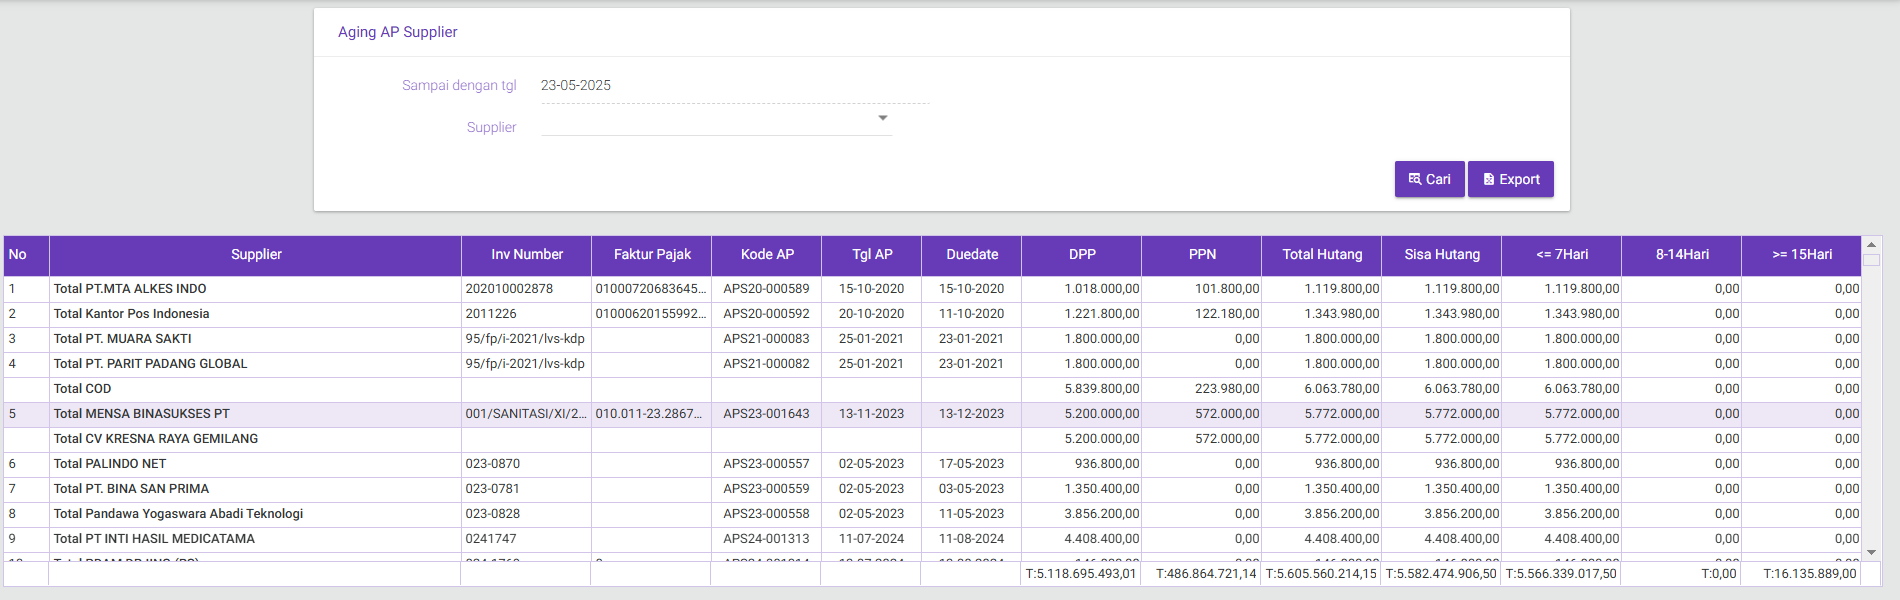 Aging AP Supplier
Sampai dengan tgl 23-05-2025
Supplier
Cari Export
No Supplier Inv Number Faktur Pajak Kode AP Tgl AP Duedate DPP PPN Total Hutang Sisa Hutang <= 7Hari 8-14Hari >= 15Hari
1 Total PT.MTA ALKES INDO 202010002878 01000720683645... APS20-000589 15-10-2020 15-10-2020 1.018.000,00 101.800,00 1.119.800,00 1.119.800,00 1.119.800,00 0,00 0,00
2 Total Kantor Pos Indonesia 2011226 01000620155992... APS20-000592 20-10-2020 11-10-2020 1.221.800,00 122.180,00 1.343.980,00 1.343.980,00 1.343.980,00 0,00 0,00
3 Total PT. MUARA SAKTI 95/fp/i-2021/lvs-kdp APS21-000083 25-01-2021 23-01-2021 1.800.000,00 0,00 1.800.000,00 1.800.000,00 1.800.000,00 0,00 0,00
4 Total PT. PARIT PADANG GLOBAL 95/fp/i-2021/lvs-kdp APS21-000082 25-01-2021 23-01-2021 1.800.000,00 0,00 1.800.000,00 1.800.000,00 1.800.000,00 0,00 0,00
Total COD 5.839.800,00 223.980,00 6.063.780,00 6.063.780,00 6.063.780,00 0,00 0,00
5 Total MENSA BINASUKSES PT 001/SANITASI/XI/2... 010.011-23.2867... APS23-001643 13-11-2023 13-12-2023 5.200.000,00 572.000,00 5.772.000,00 5.772.000,00 5.772.000,00 0,00 0,00
Total CV KRESNA RAYA GEMILANG 5.200.000,00 572.000,00 5.772.000,00 5.772.000,00 5.772.000,00 0,00 0,00
6 Total PALINDO NET 023-0870 APS23-000557 02-05-2023 17-05-2023 936.800,00 0,00 936.800,00 936.800,00 936.800,00 0,00 0,00
7 Total PT. BINA SAN PRIMA 023-0781 APS23-000559 02-05-2023 03-05-2023 1.350.400,00 0,00 1.350.400,00 1.350.400,00 1.350.400,00 0,00 0,00
8 Total Pandawa Yogaswara Abadi Teknologi 023-0828 APS23-000558 02-05-2023 11-05-2023 3.856.200,00 0,00 3.856.200,00 3.856.200,00 3.856.200,00 0,00 0,00
9 Total PT INTI HASIL MEDICATAMA 0241747 APS24-001313 11-07-2024 11-08-2024 4.408.400,00 0,00 4.408.400,00 4.408.400,00 4.408.400,00 0,00 0,00
T:5.118.695.493,01 T:486.864.721,14 T:5.605.560.214,15 T:5.582.474.906,50 T:5.566.339.017,50 T:0,00 T:16.135.889,00